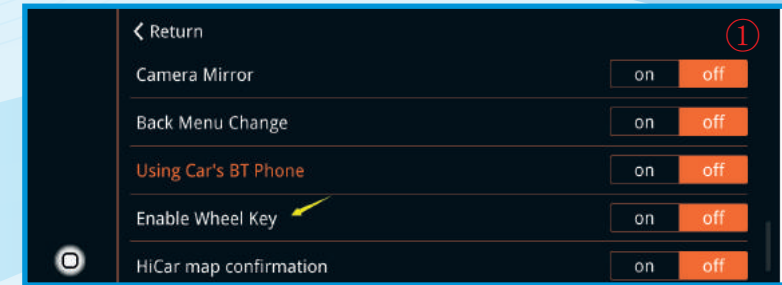 Return
①
Camera Mirror on off
Back Menu Change on off
Using Car's BT Phone on off
Enable Wheel Key on off
HiCar map confirmation on off